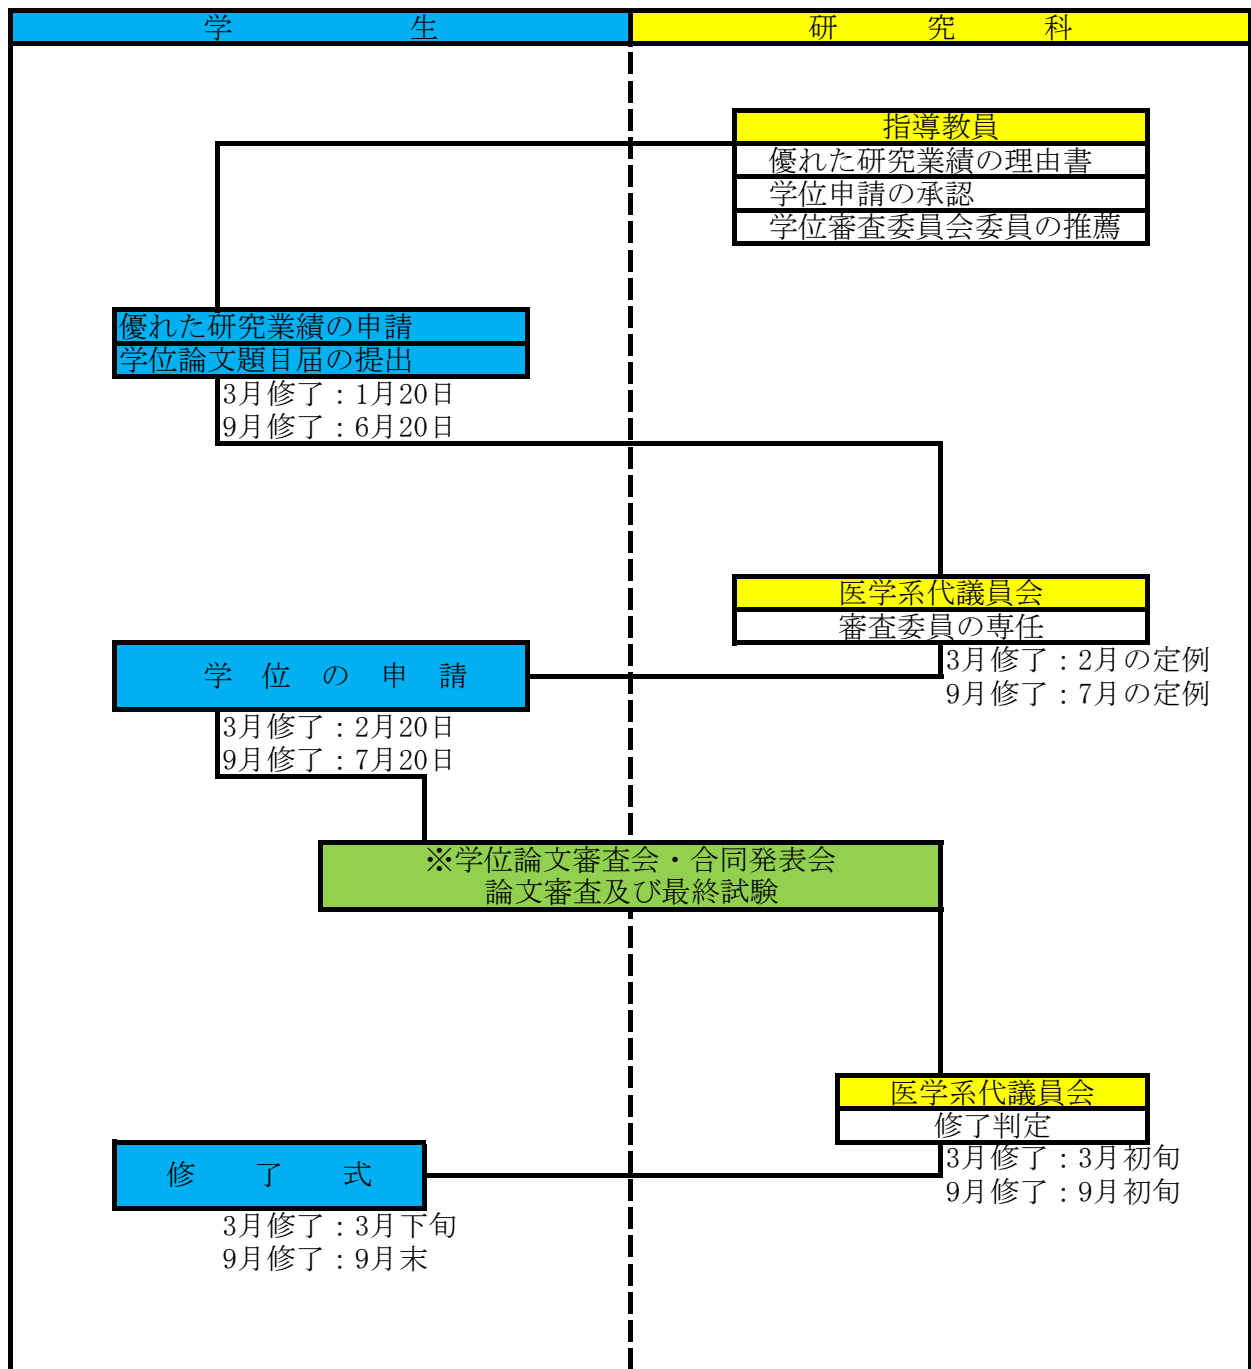 学生
研究科
指導教員
優れた研究業績の理由書
学位申請の承認
学位審査委員会委員の推薦
優れた研究業績の申請
学位論文題目届の提出
3月修了：1月20日
9月修了：6月20日
医学系代議員会
審査委員の専任
3月修了：2月の定例
9月修了：7月の定例
学位の申請
3月修了：2月20日
9月修了：7月20日
※学位論文審査会・合同発表会
論文審査及び最終試験
医学系代議員会
修了判定
3月修了：3月初旬
9月修了：9月初旬
修了式
3月修了：3月下旬
9月修了：9月末